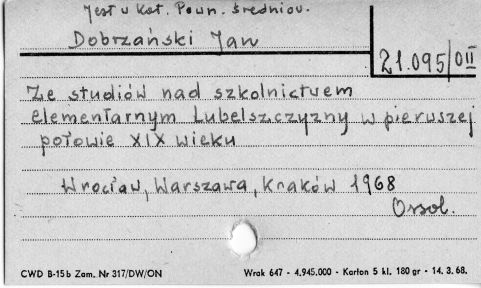 Jest u Kat. Pown. średniow.
Dobrzański Jan
21.095/OII
Ze studiów nad szkolnictwem
elementarnym Lubelszczyzny w pierwszej
połowie XIX wieku
Wrocław, Warszawa, Kraków 1968
Ossol.
CWD B-15b Zam. Nr 317/DW/ON
Wrak 647 - 4.945.000 - Karton 5 kl. 180 gr - 14. 3. 68.